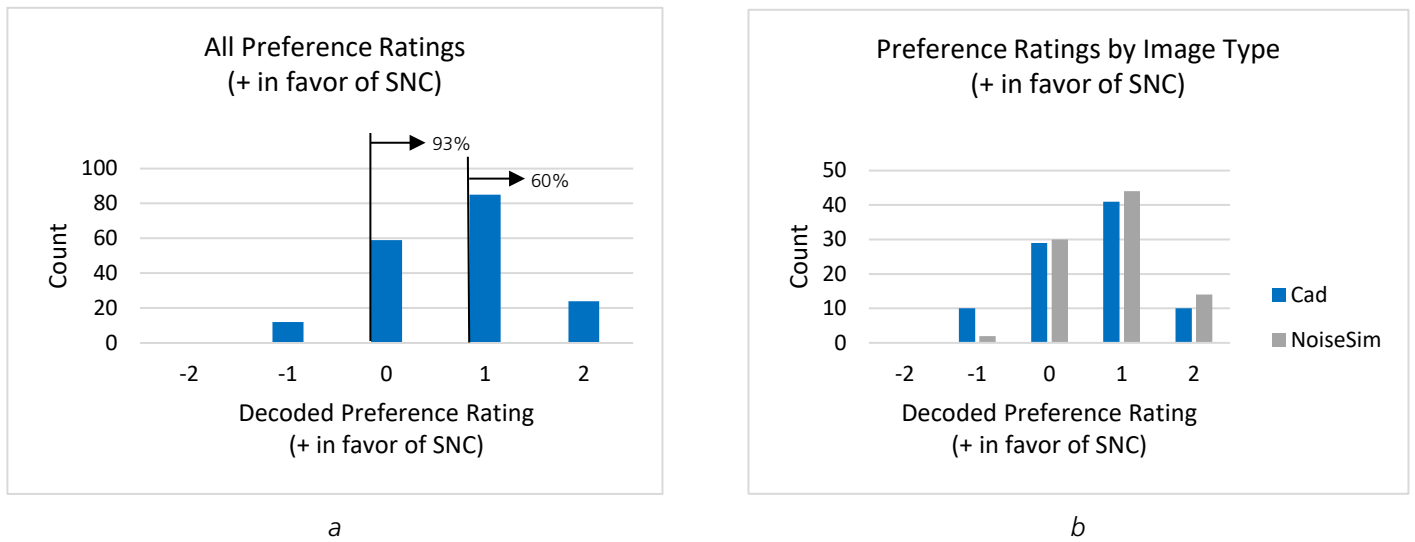 All Preference Ratings
(+ in favor of SNC)
93%
60%
100
80
60
40
20
0
Count
-2 -1 0 1 2
Decoded Preference Rating
(+ in favor of SNC)
a
Preference Ratings by Image Type
(+ in favor of SNC)
50
40
30
20
10
0
Count
-2 -1 0 1 2
Decoded Preference Rating
(+ in favor of SNC)
Cad
NoiseSim
b